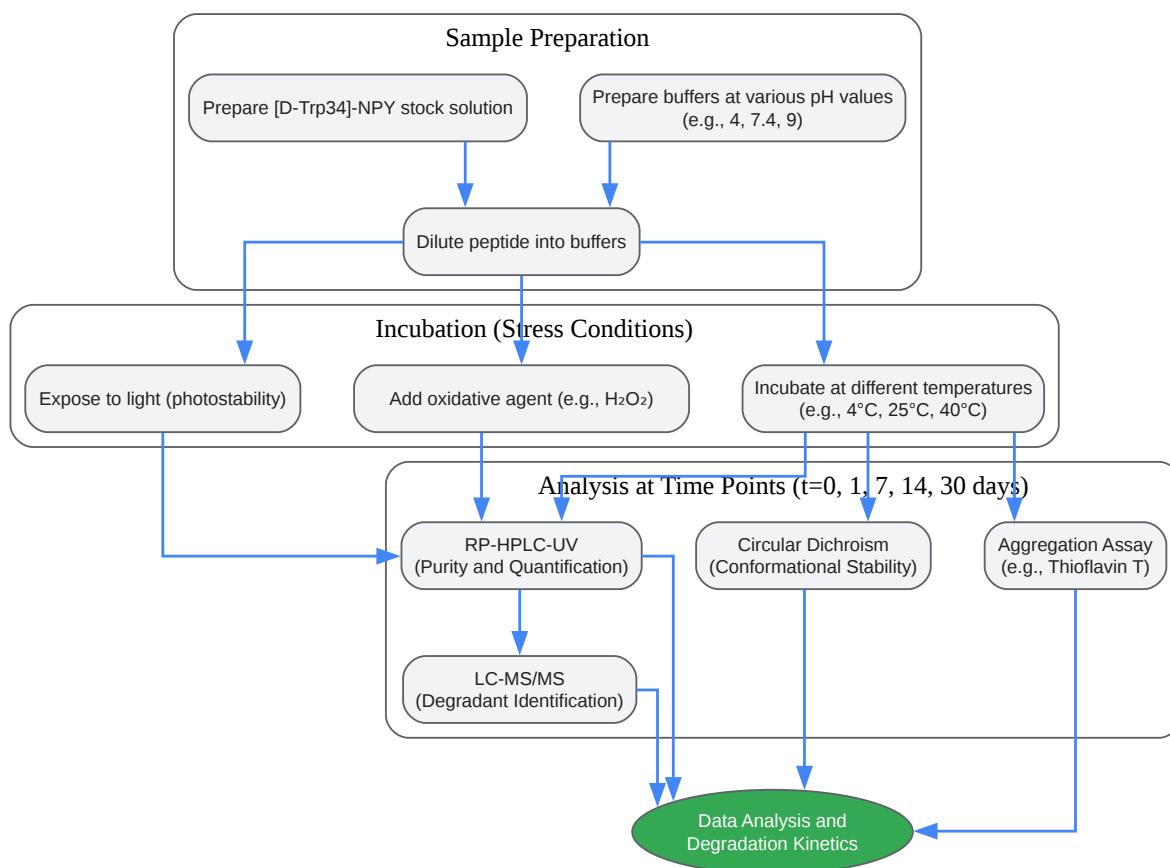 Sample Preparation
Prepare [D-Trp34]-NPY stock solution
Prepare buffers at various pH values
(e.g., 4, 7.4, 9)
Dilute peptide into buffers
Incubation (Stress Conditions)
Expose to light (photostability)
Add oxidative agent (e.g., H₂O₂)
Incubate at different temperatures
(e.g., 4°C, 25°C, 40°C)
Analysis at Time Points (t=0, 1, 7, 14, 30 days)
RP-HPLC-UV
(Purity and Quantification)
Circular Dichroism
(Conformational Stability)
Aggregation Assay
(e.g., Thioflavin T)
LC-MS/MS
(Degradant Identification)
Data Analysis and
Degradation Kinetics